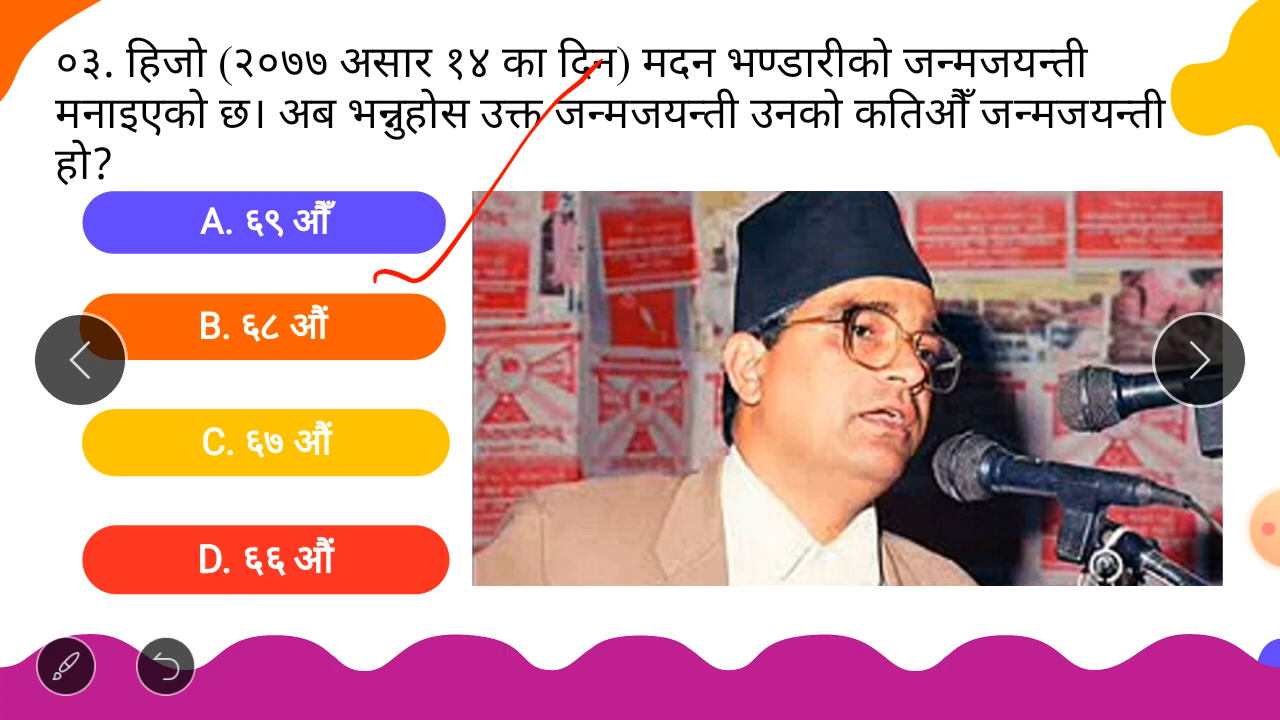 ०३. हिजो (२०७७ असार १४ का दिन) मदन भण्डारीको जन्मजयन्ती
मनाइएको छ। अब भन्नुहोस उक्त जन्मजयन्ती उनको कतिऔँ जन्मजयन्ती
हो?
A. ६९ औँ
B. ६८ औं
C. ६७ औं
D. ६६ औं